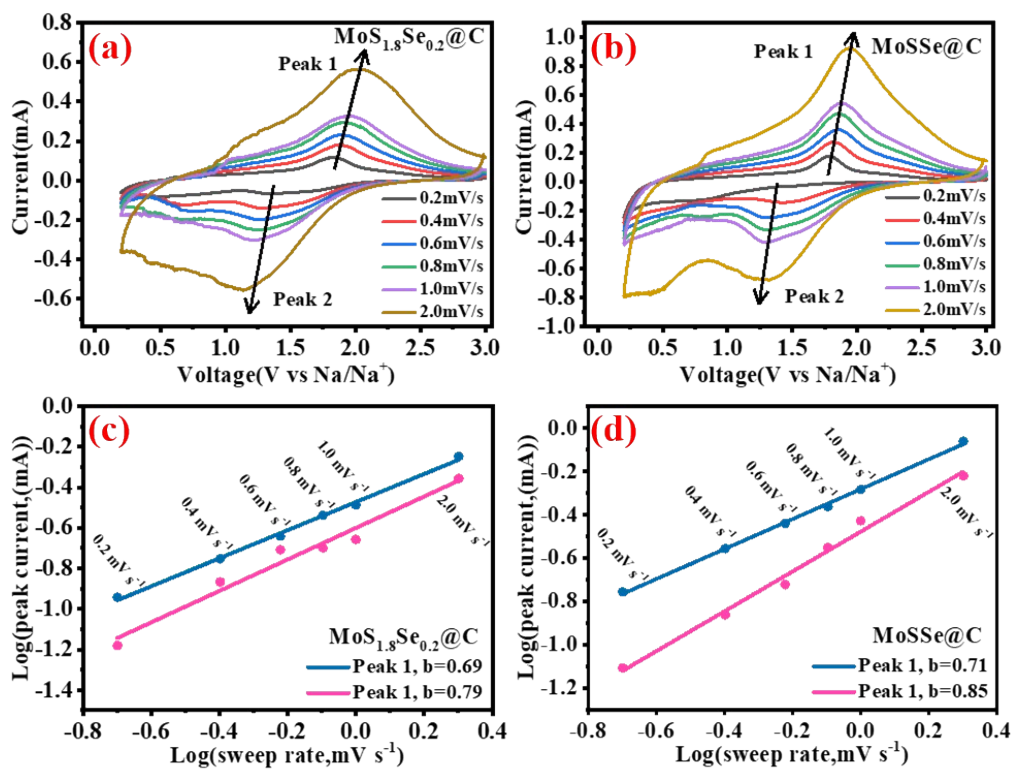 (a)
MoS1.8Se0.2@C
Peak 1
Peak 2
0.2mV/s
0.4mV/s
0.6mV/s
0.8mV/s
1.0mV/s
2.0mV/s
Current(mA)
0.8
0.6
0.4
0.2
0.0
-0.2
-0.4
-0.6
0.0 0.5 1.0 1.5 2.0 2.5 3.0
Voltage(V vs Na/Na+)
(b)
MoSSe@C
Peak 1
Peak 2
0.2mV/s
0.4mV/s
0.6mV/s
0.8mV/s
1.0mV/s
2.0mV/s
Current(mA)
1.0
0.8
0.6
0.4
0.2
0.0
-0.2
-0.4
-0.6
-0.8
-1.0
0.0 0.5 1.0 1.5 2.0 2.5 3.0
Voltage(V vs Na/Na+)
(c)
0.2 mV s-1
0.4 mV s-1
0.6 mV s-1
0.8 mV s-1
1.0 mV s-1
2.0 mV s-1
MoS1.8Se0.2@C
Peak 1, b=0.69
Peak 1, b=0.79
Log(peak current,(mA))
0.0
-0.2
-0.4
-0.6
-0.8
-1.0
-1.2
-1.4
-1.5
-0.8 -0.6 -0.4 -0.2 0.0 0.2 0.4
Log(sweep rate,mV s-1)
(d)
0.2 mV s-1
0.4 mV s-1
0.6 mV s-1
0.8 mV s-1
1.0 mV s-1
2.0 mV s-1
MoSSe@C
Peak 1, b=0.71
Peak 1, b=0.85
Log(peak current,(mA))
0.0
-0.2
-0.4
-0.6
-0.8
-1.0
-1.2
-0.8 -0.6 -0.4 -0.2 0.0 0.2 0.4
Log(sweep rate,mV s-1)